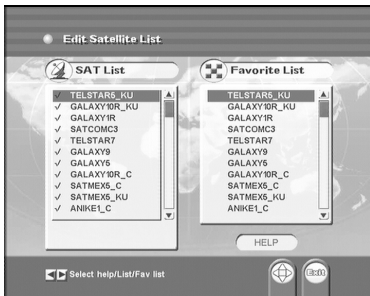 Edit Satellite List
SAT List
✓ TELSTAR5_KU
✓ GALAXY10R_KU
✓ GALAXY1R
✓ SATCOMC3
✓ TELSTAR7
✓ GALAXY9
✓ GALAXY5
✓ GALAXY10R_C
✓ SATMEX5_C
✓ SATMEX5_KU
✓ ANIKE1_C
Favorite List
TELSTAR5_KU
GALAXY10R_KU
GALAXY1R
SATCOMC3
TELSTAR7
GALAXY9
GALAXY5
GALAXY10R_C
SATMEX5_C
SATMEX5_KU
ANIKE1_C
HELP
Select help/List/Fav list
Exit